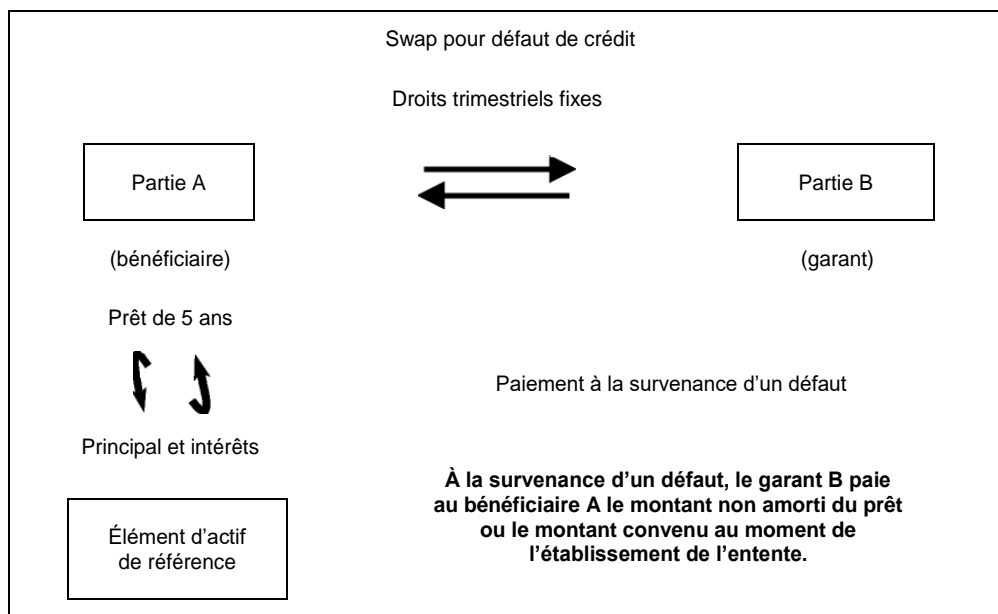 Swap pour défaut de crédit
Droits trimestriels fixes
Partie A
Partie B
(bénéficiaire)
(garant)
Prêt de 5 ans
Paiement à la survenance d'un défaut
Principal et intérêts
À la survenance d'un défaut, le garant B paie
au bénéficiaire A le montant non amorti du prêt
ou le montant convenu au moment de
l'établissement de l'entente.
Élément d'actif
de référence